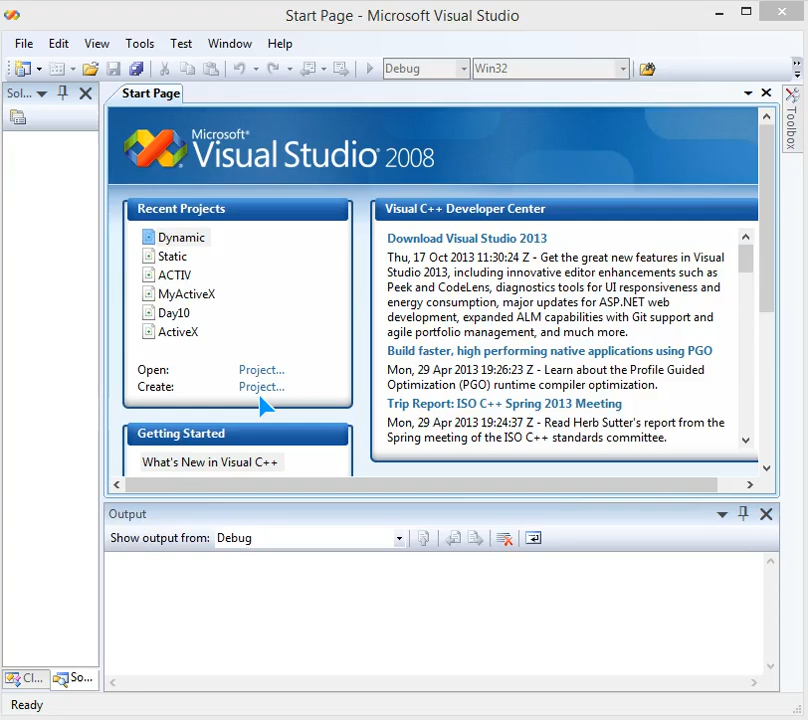 Start Page - Microsoft Visual Studio
File Edit View Tools Test Window Help
Debug Win32
Sol...
Start Page
Toolbox
Microsoft®
Visual Studio® 2008
Recent Projects
Dynamic
Static
ACTIV
MyActiveX
Day10
ActiveX
Open: Project...
Create: Project...
Getting Started
What's New in Visual C++
Visual C++ Developer Center
Download Visual Studio 2013
Thu, 17 Oct 2013 11:30:24 Z - Get the great new features in Visual
Studio 2013, including innovative editor enhancements such as
Peek and CodeLens, diagnostics tools for UI responsiveness and
energy consumption, major updates for ASP.NET web
development, expanded ALM capabilities with Git support and
agile portfolio management, and much more.
Build faster, high performing native applications using PGO
Mon, 29 Apr 2013 19:26:23 Z - Learn about the Profile Guided
Optimization (PGO) runtime compiler optimization.
Trip Report: ISO C++ Spring 2013 Meeting
Mon, 29 Apr 2013 19:24:37 Z - Read Herb Sutter's report from the
Spring meeting of the ISO C++ standards committee.
Output
Show output from: Debug
Cl... So...
Ready